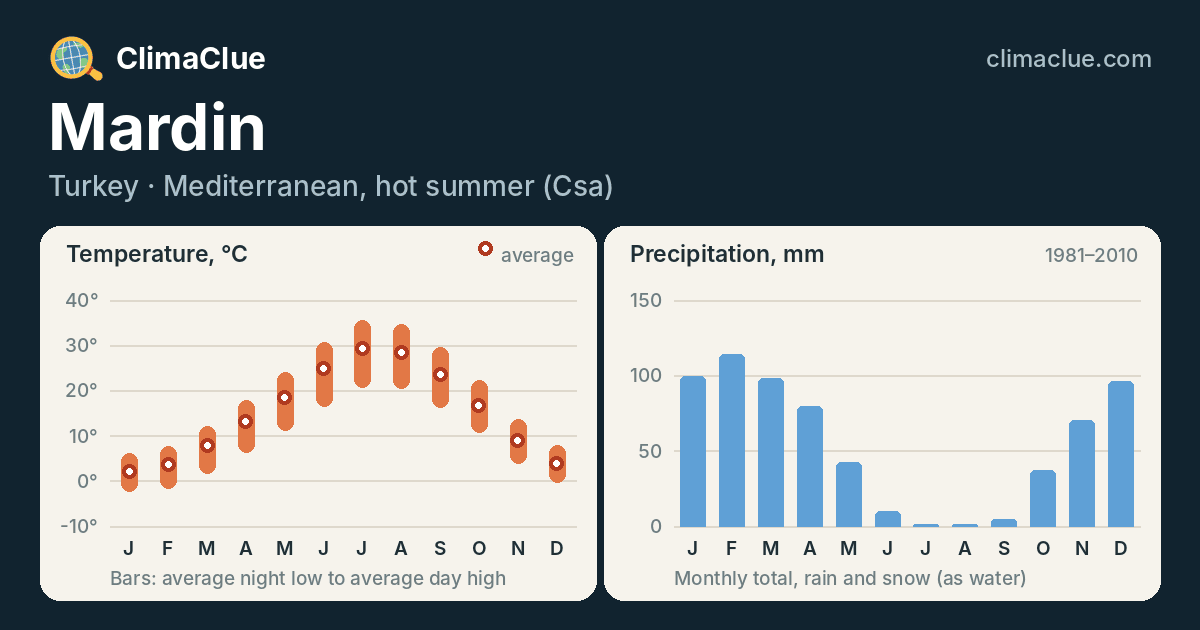 ClimaClue
climaclue.com
Mardin
Turkey · Mediterranean, hot summer (Csa)
Temperature, °C
average
40°
30°
20°
10°
0°
-10°
J F M A M J J A S O N D
Bars: average night low to average day high
Precipitation, mm
1981–2010
150
100
50
0
J F M A M J J A S O N D
Monthly total, rain and snow (as water)